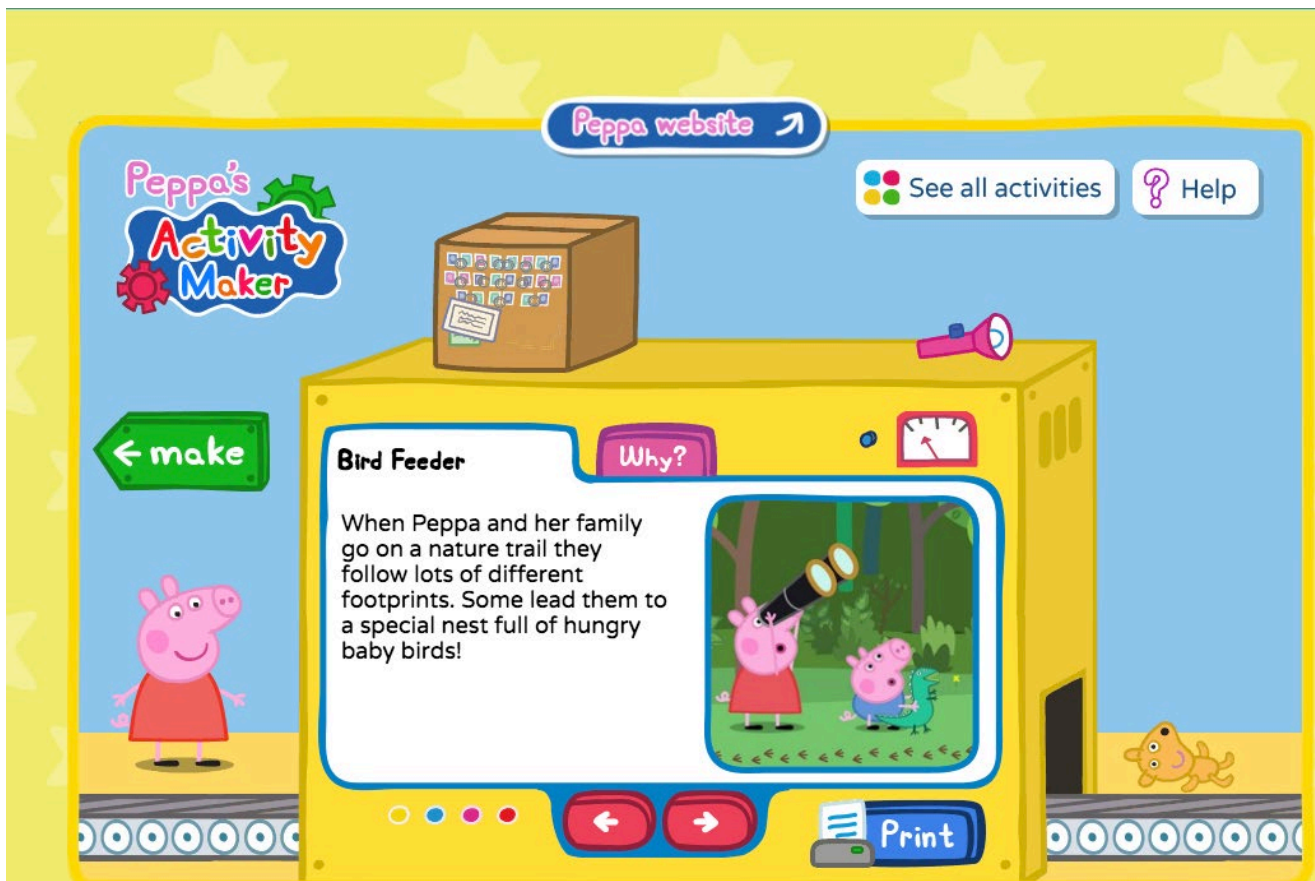 Peppa website
Peppa's
Activity
Maker
See all activities
Help
make
Bird Feeder
Why?
When Peppa and her family
go on a nature trail they
follow lots of different
footprints. Some lead them to
a special nest full of hungry
baby birds!
Print